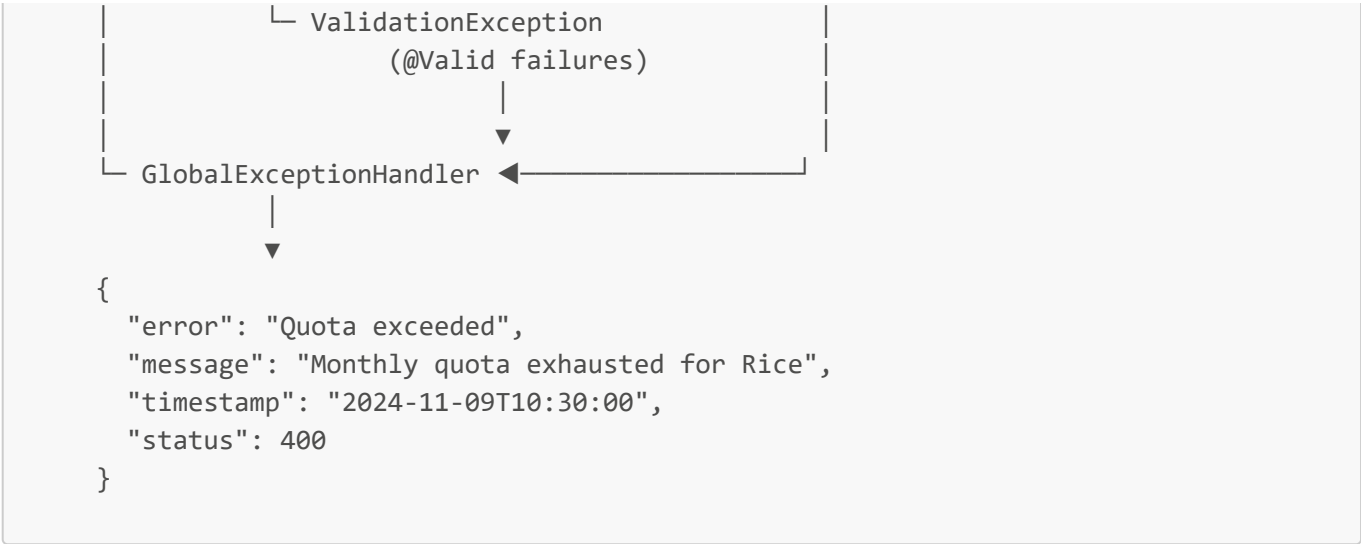 │          └─ ValidationException          │
│                  (@Valid failures)           │
│                         │                    │
│                         ▼                    │
└─ GlobalExceptionHandler ◄───────────────────┘
          │
          ▼
{
  "error": "Quota exceeded",
  "message": "Monthly quota exhausted for Rice",
  "timestamp": "2024-11-09T10:30:00",
  "status": 400
}